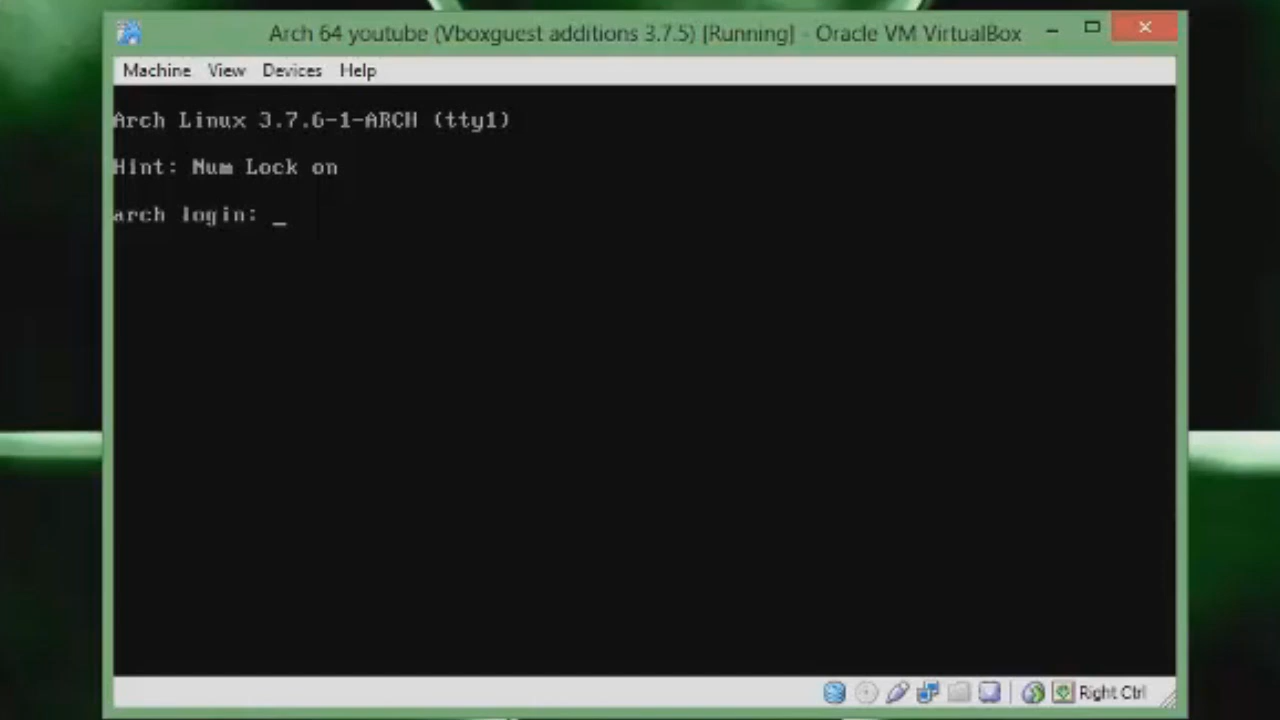 Arch 64 youtube (Vboxguest additions 3.7.5) [Running] - Oracle VM VirtualBox
Machine View Devices Help
Arch Linux 3.7.6-1-ARCH (tty1)
Hint: Num Lock on
arch login: _
Right Ctrl